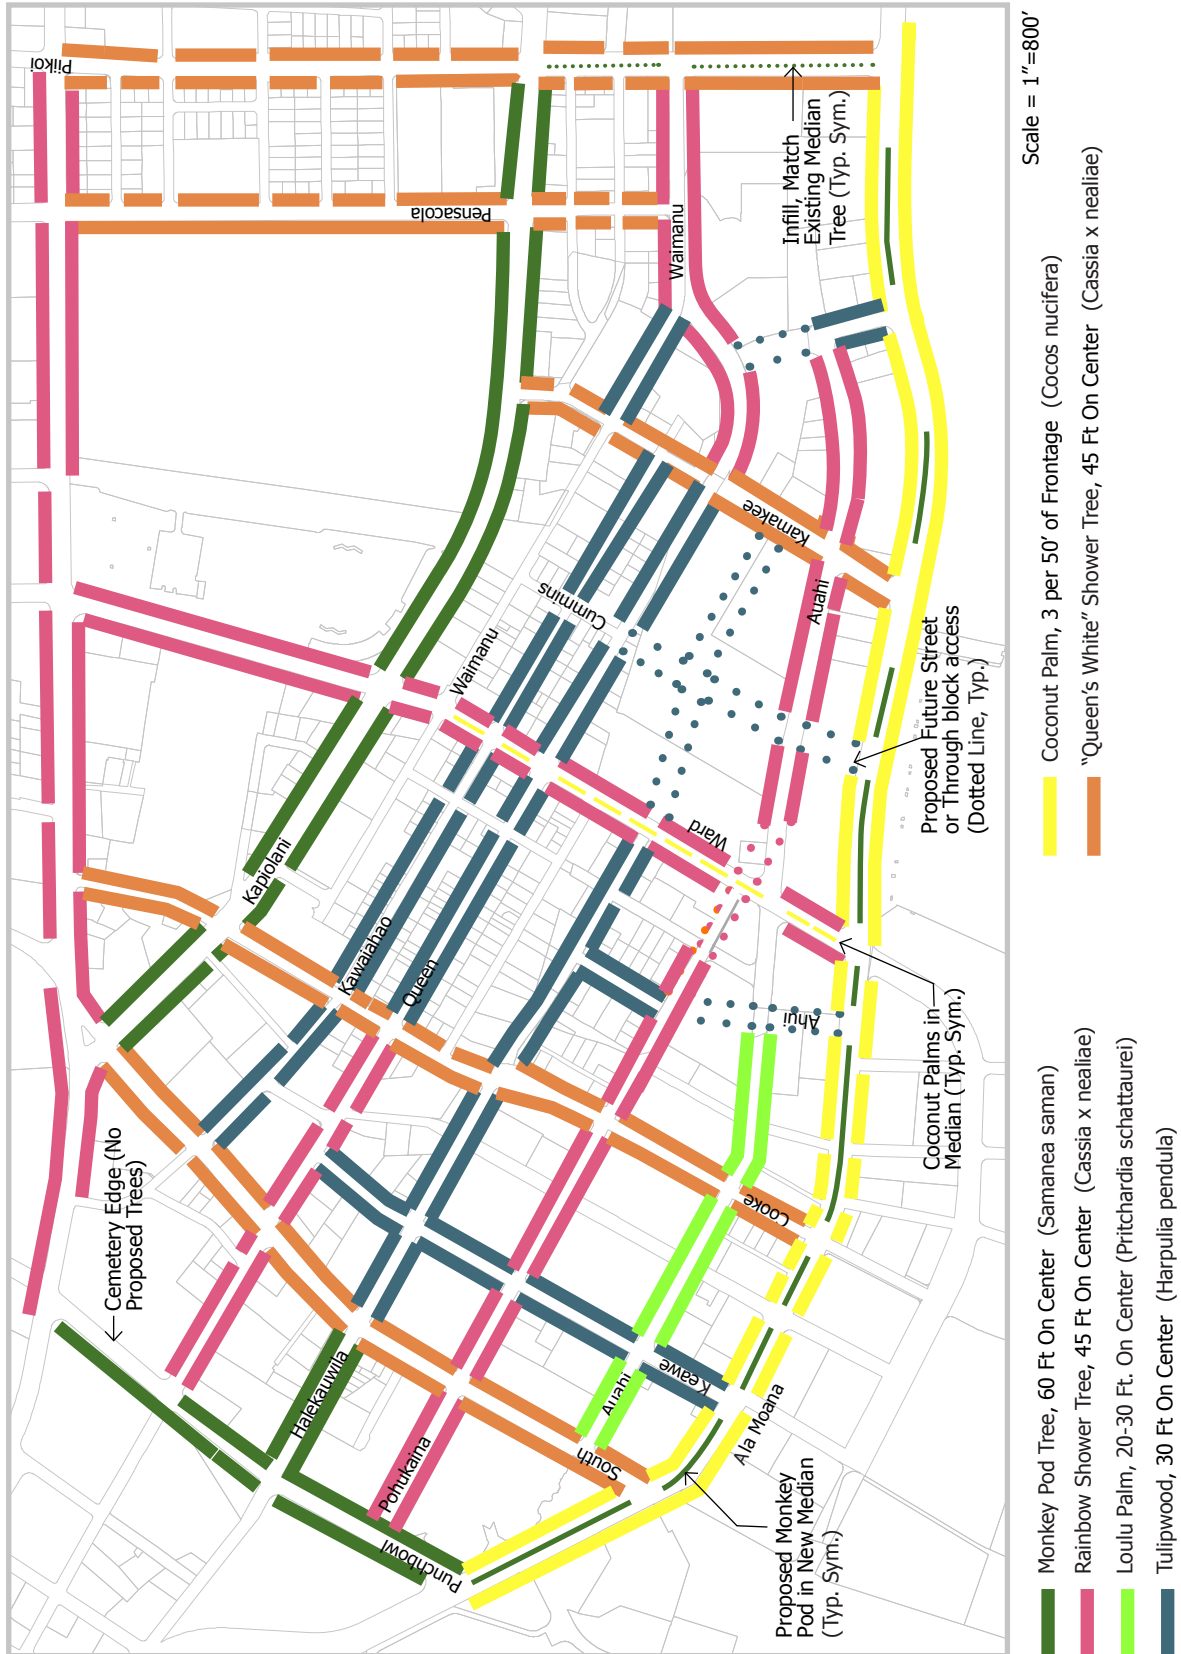 Piikoi
Pensacola
Waimanu
Infill, Match
Existing Median
Tree (Typ. Sym.)
Kamakee
Auahi
Cummins
Waimanu
Proposed Future Street
or Through block access
(Dotted Line, Typ.)
Ward
Kapiolani
Kawaiahao
Queen
Ahui
Coconut Palms in
Median (Typ. Sym.)
Cooke
Cemetery Edge (No
Proposed Trees)
Halekauwila
Keawe
Auahi
South
Pohukaina
Punchbowl
Ala Moana
Proposed Monkey
Pod in New Median
(Typ. Sym.)
Scale = 1"=800'
Monkey Pod Tree, 60 Ft On Center (Samanea saman)
Rainbow Shower Tree, 45 Ft On Center (Cassia x nealiae)
Loulu Palm, 20-30 Ft. On Center (Pritchardia schattaurei)
Tulipwood, 30 Ft On Center (Harpulia pendula)
Coconut Palm, 3 per 50' of Frontage (Cocos nucifera)
"Queen's White" Shower Tree, 45 Ft On Center (Cassia x nealiae)